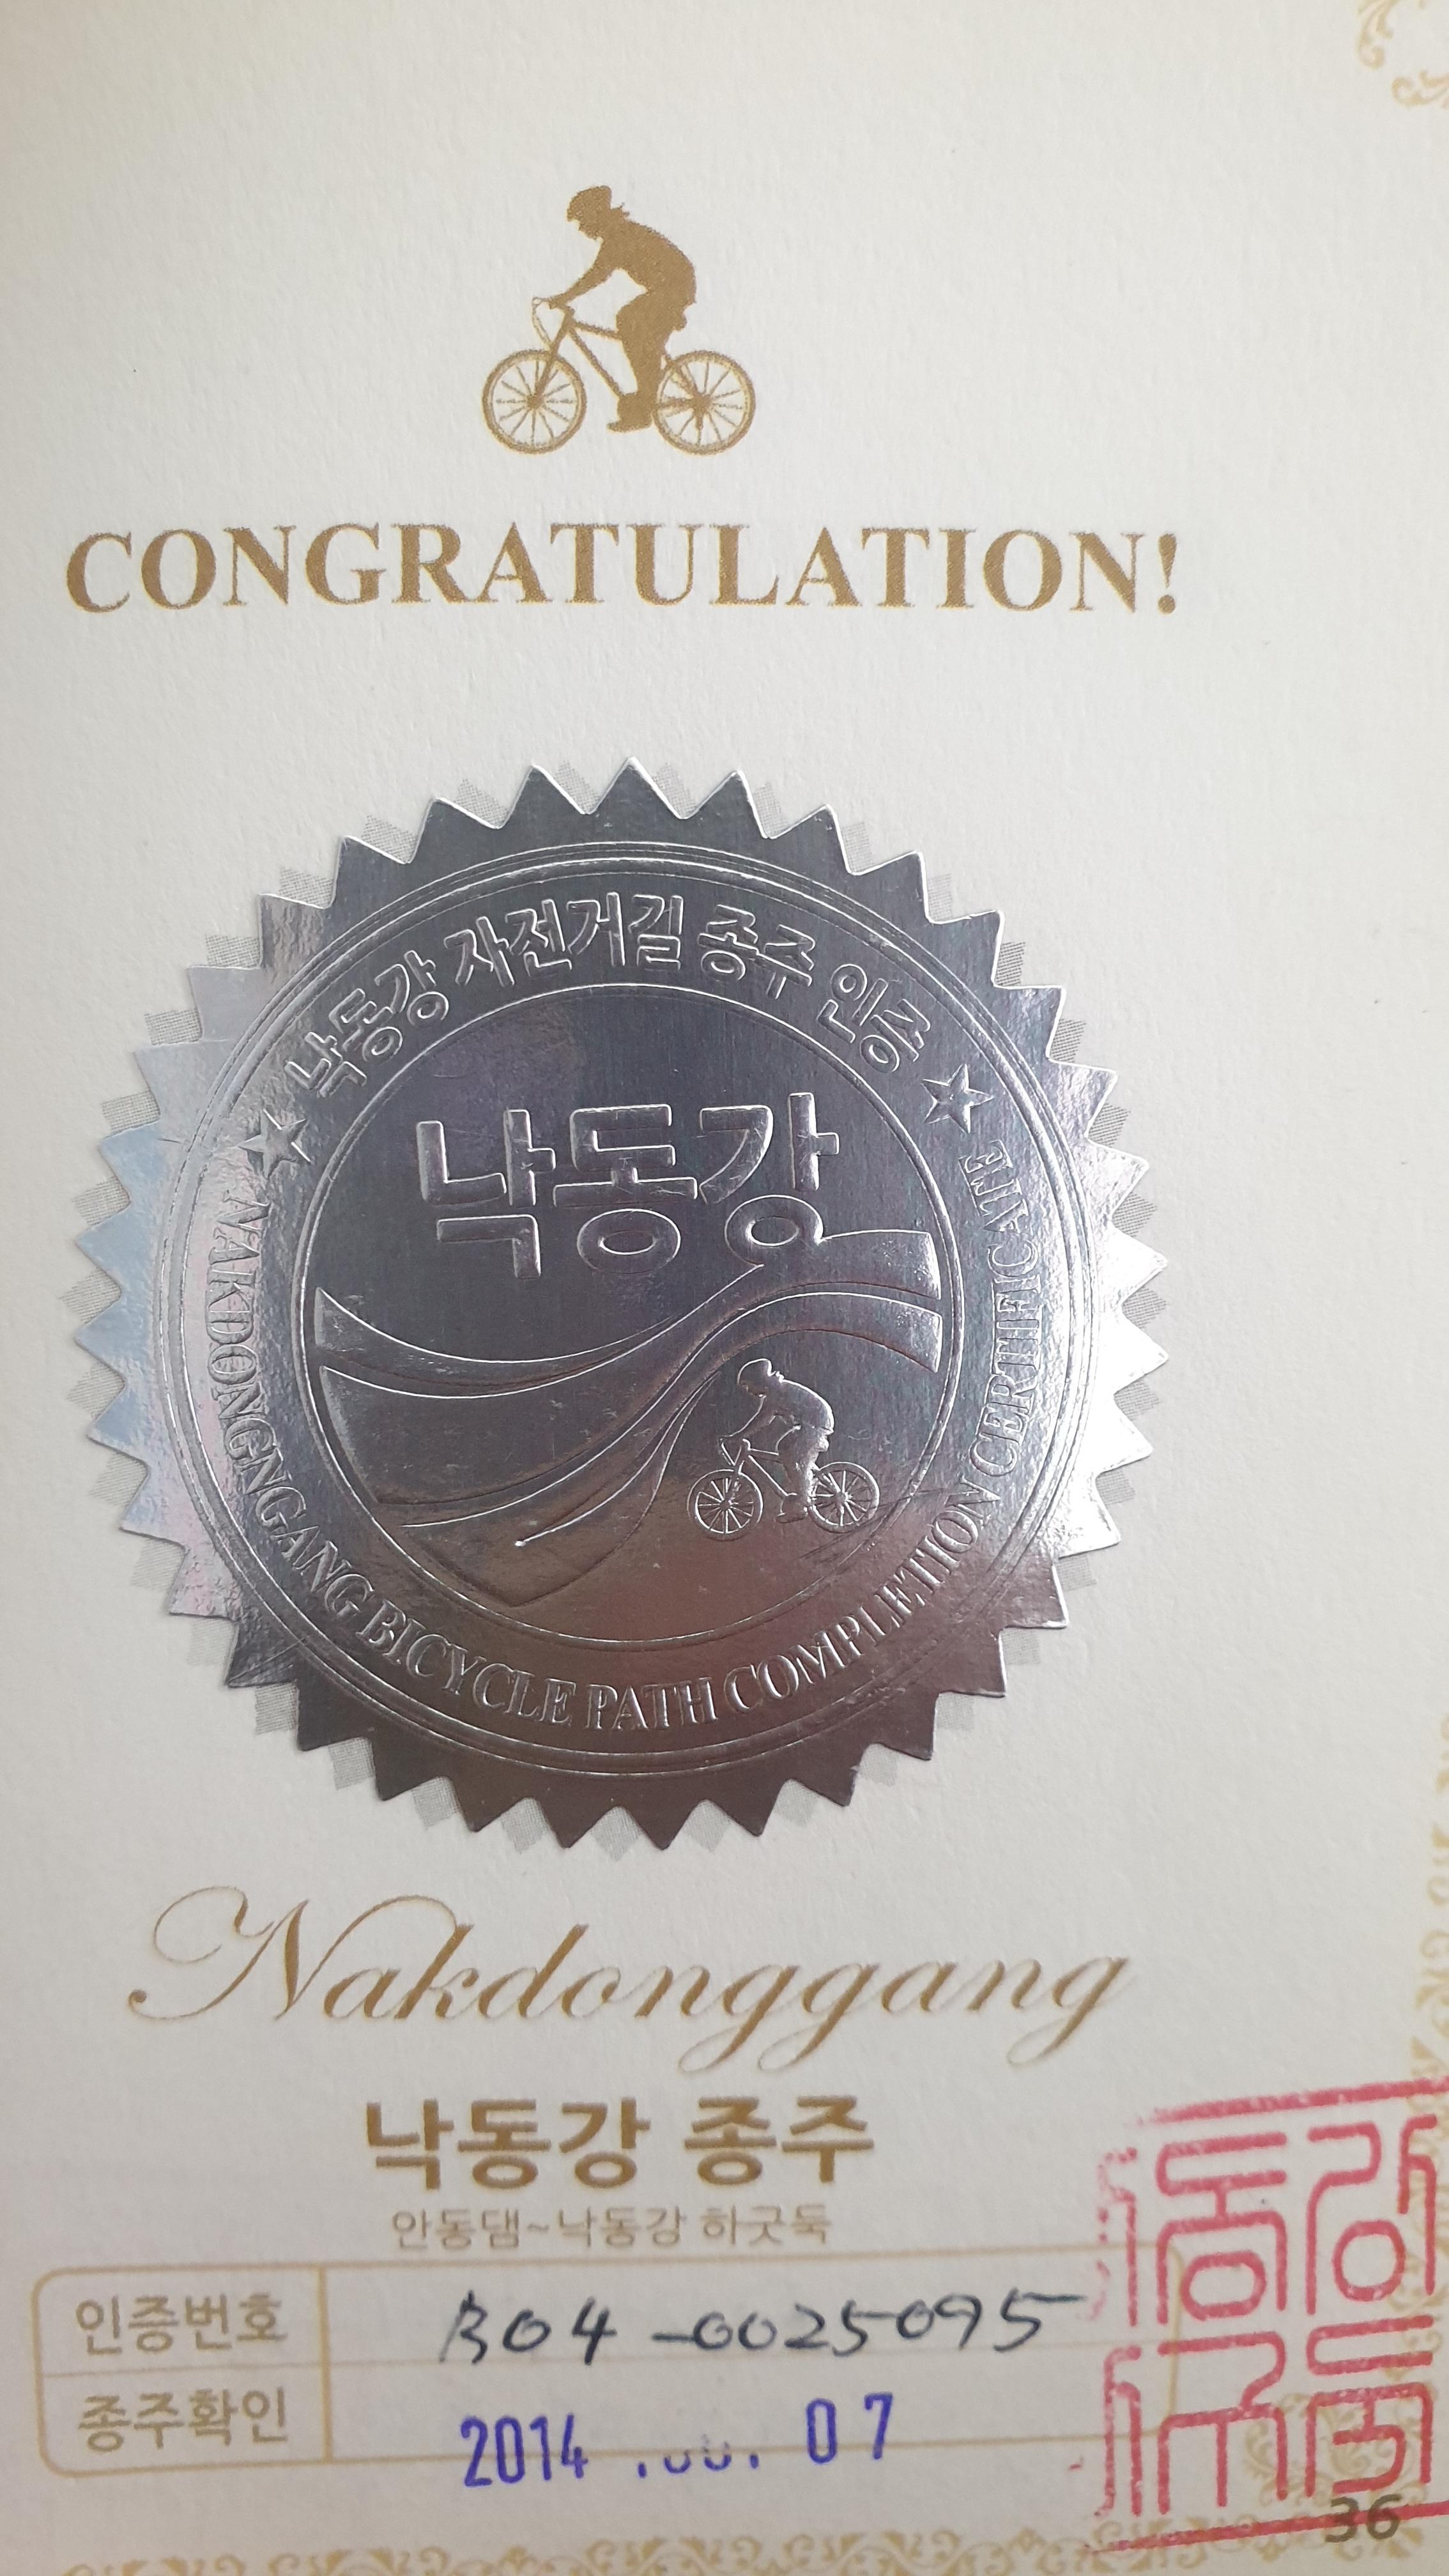 CONGRATULATION!
낙동강 자전거길 종주 인증
낙동강
NAKDONGNGANG BICYCLE PATH COMPLETION CERTIFICATE
Nakdonggang
낙동강 종주
안동댐~낙동강 하굿둑
인증번호 B04-0025095
종주확인 2014 . . 07
36